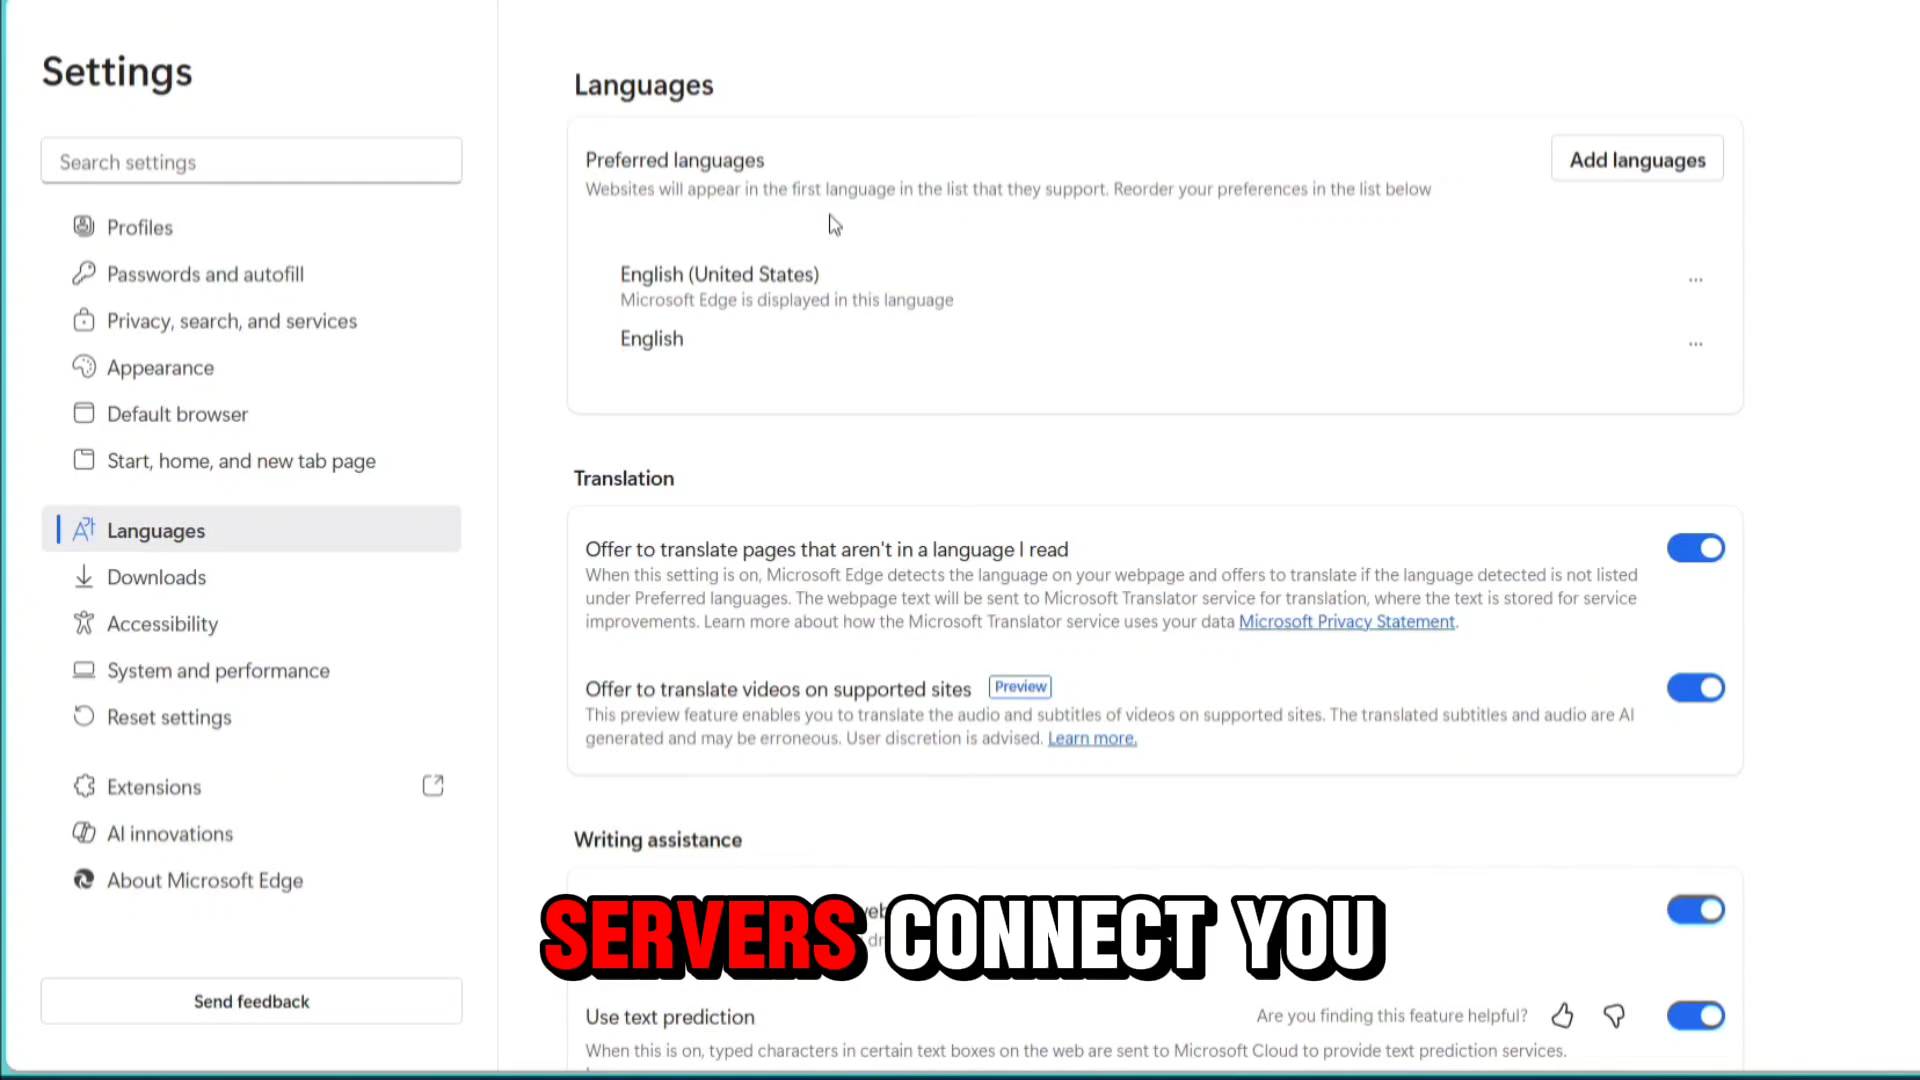 Settings
Search settings
Profiles
Passwords and autofill
Privacy, search, and services
Appearance
Default browser
Start, home, and new tab page
Languages
Downloads
Accessibility
System and performance
Reset settings
Extensions
AI innovations
About Microsoft Edge
Send feedback
Languages
Preferred languages
Add languages
Websites will appear in the first language in the list that they support. Reorder your preferences in the list below
English (United States)
Microsoft Edge is displayed in this language
English
Translation
Offer to translate pages that aren't in a language I read
When this setting is on, Microsoft Edge detects the language on your webpage and offers to translate if the language detected is not listed
under Preferred languages. The webpage text will be sent to Microsoft Translator service for translation, where the text is stored for service
improvements. Learn more about how the Microsoft Translator service uses your data Microsoft Privacy Statement.
Offer to translate videos on supported sites Preview
This preview feature enables you to translate the audio and subtitles of videos on supported sites. The translated subtitles and audio are AI
generated and may be erroneous. User discretion is advised. Learn more.
Writing assistance
SERVERS CONNECT YOU
Use text prediction
Are you finding this feature helpful?
When this is on, typed characters in certain text boxes on the web are sent to Microsoft Cloud to provide text prediction services.